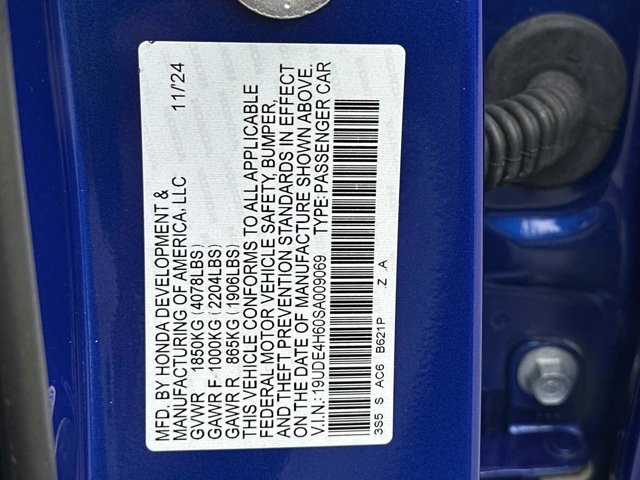 MFD. BY HONDA DEVELOPMENT & 11/24
MANUFACTURING OF AMERICA, LLC
GVWR 1850KG (4078LBS)
GAWR F 1000KG (2204LBS)
GAWR R 865KG (1906LBS)
THIS VEHICLE CONFORMS TO ALL APPLICABLE
FEDERAL MOTOR VEHICLE SAFETY, BUMPER,
AND THEFT PREVENTION STANDARDS IN EFFECT
ON THE DATE OF MANUFACTURE SHOWN ABOVE.
V.I.N.: 19UDE4H60SA009069 TYPE: PASSENGER CAR
3S5 S AC6 B621P .Z .A